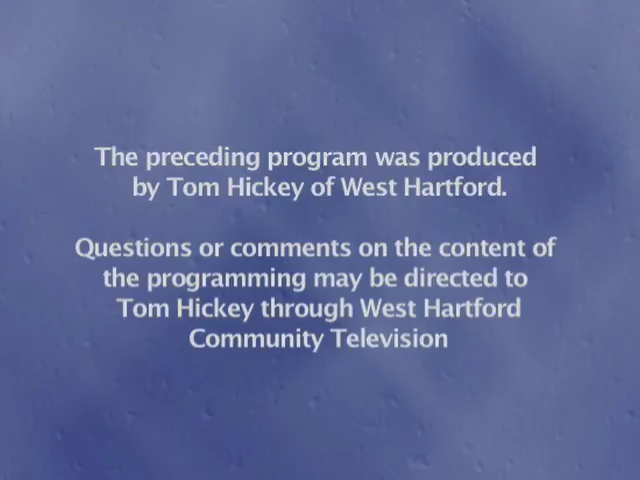 The preceding program was produced
by Tom Hickey of West Hartford.
Questions or comments on the content of
the programming may be directed to
Tom Hickey through West Hartford
Community Television